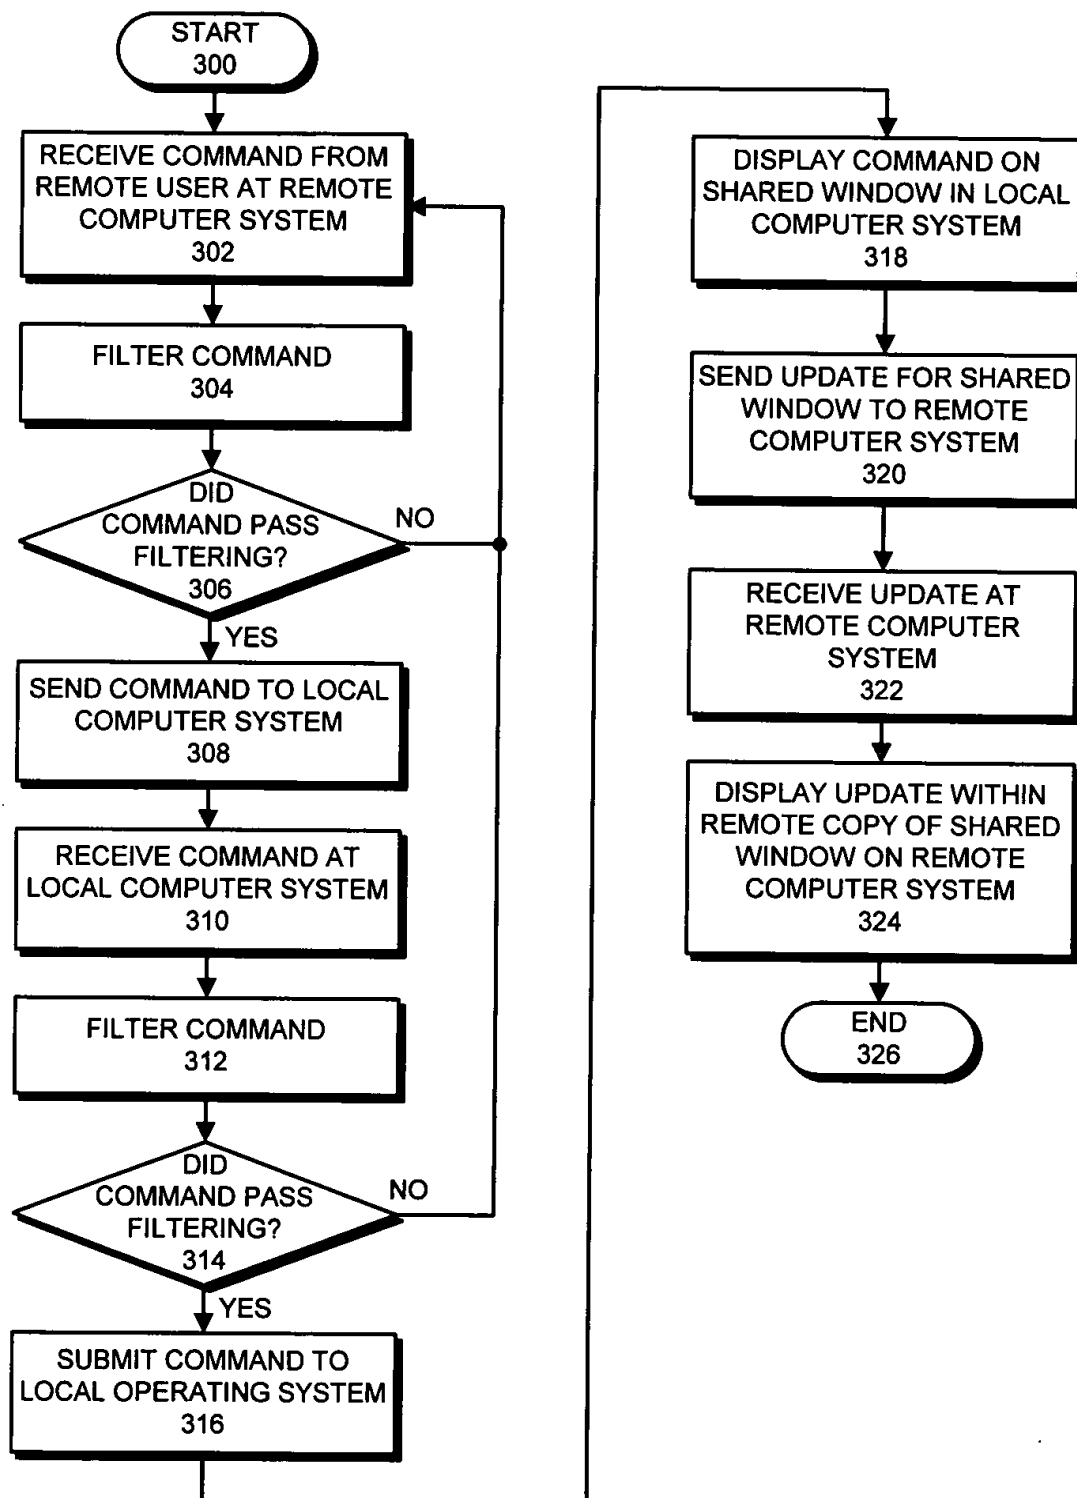 START
300
RECEIVE COMMAND FROM
REMOTE USER AT REMOTE
COMPUTER SYSTEM
302
FILTER COMMAND
304
DID
COMMAND PASS
FILTERING?
306
NO
YES
SEND COMMAND TO LOCAL
COMPUTER SYSTEM
308
RECEIVE COMMAND AT
LOCAL COMPUTER SYSTEM
310
FILTER COMMAND
312
DID
COMMAND PASS
FILTERING?
314
NO
YES
SUBMIT COMMAND TO
LOCAL OPERATING SYSTEM
316
DISPLAY COMMAND ON
SHARED WINDOW IN LOCAL
COMPUTER SYSTEM
318
SEND UPDATE FOR SHARED
WINDOW TO REMOTE
COMPUTER SYSTEM
320
RECEIVE UPDATE AT
REMOTE COMPUTER
SYSTEM
322
DISPLAY UPDATE WITHIN
REMOTE COPY OF SHARED
WINDOW ON REMOTE
COMPUTER SYSTEM
324
END
326